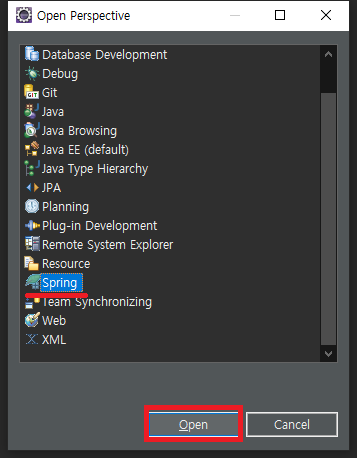 Open Perspective
Database Development
Debug
GIT Git
Java
Java Browsing
Java EE (default)
Java Type Hierarchy
JPA
Planning
Plug-in Development
Remote System Explorer
Resource
Spring
Team Synchronizing
Web
XML
Open
Cancel